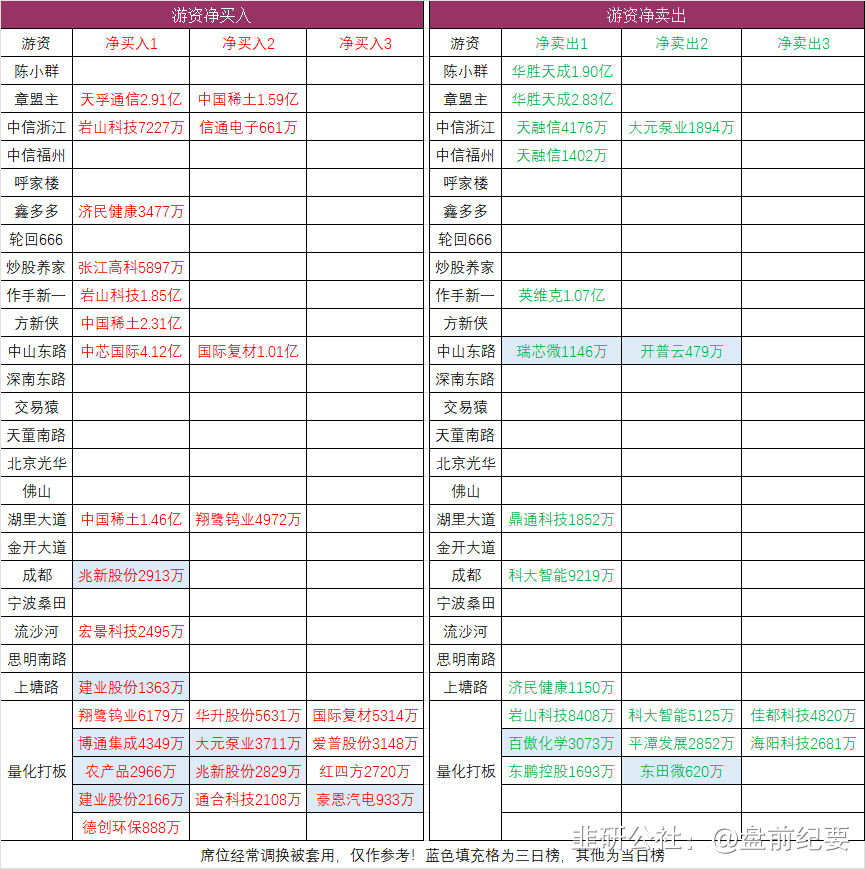 游资净买入 游资净卖出
游资 净买入1 净买入2 净买入3 游资 净卖出1 净卖出2 净卖出3
陈小群 陈小群 华胜天成1.90亿
章盟主 天孚通信2.91亿 中国稀土1.59亿 章盟主 华胜天成2.83亿
中信浙江 岩山科技7227万 信通电子661万 中信浙江 天融信4176万 大元泵业1894万
中信福州 中信福州 天融信1402万
呼家楼 呼家楼
鑫多多 济民健康3477万 鑫多多
轮回666 轮回666
炒股养家 张江高科5897万 炒股养家
作手新一 岩山科技1.85亿 作手新一 英维克1.07亿
方新侠 中国稀土2.31亿 方新侠
中山东路 中芯国际4.12亿 国际复材1.01亿 中山东路 瑞芯微1146万 开普云479万
深南东路 深南东路
交易猿 交易猿
天童南路 天童南路
北京光华 北京光华
佛山 佛山
湖里大道 中国稀土1.46亿 翔鹭钨业4972万 湖里大道 鼎通科技1852万
金开大道 金开大道
成都 兆新股份2913万 成都 科大智能9219万
宁波桑田 宁波桑田
流沙河 宏景科技2495万 流沙河
思明南路 思明南路
上塘路 建业股份1363万 上塘路 济民健康1150万
翔鹭钨业6179万 华升股份5631万 国际复材5314万 岩山科技8408万 科大智能5125万 佳都科技4820万
博通集成4349万 大元泵业3711万 爱普股份3148万 百傲化学3073万 平潭发展2852万 海阳科技2681万
量化打板 农产品2966万 兆新股份2829万 红四方2720万 量化打板 东鹏控股1693万 东田微620万
建业股份2166万 通合科技2108万 豪恩汽电933万
德创环保888万
韭研公社：@盘前纪要
席位经常调换被套用，仅作参考！蓝色填充格为三日榜，其他为当日榜